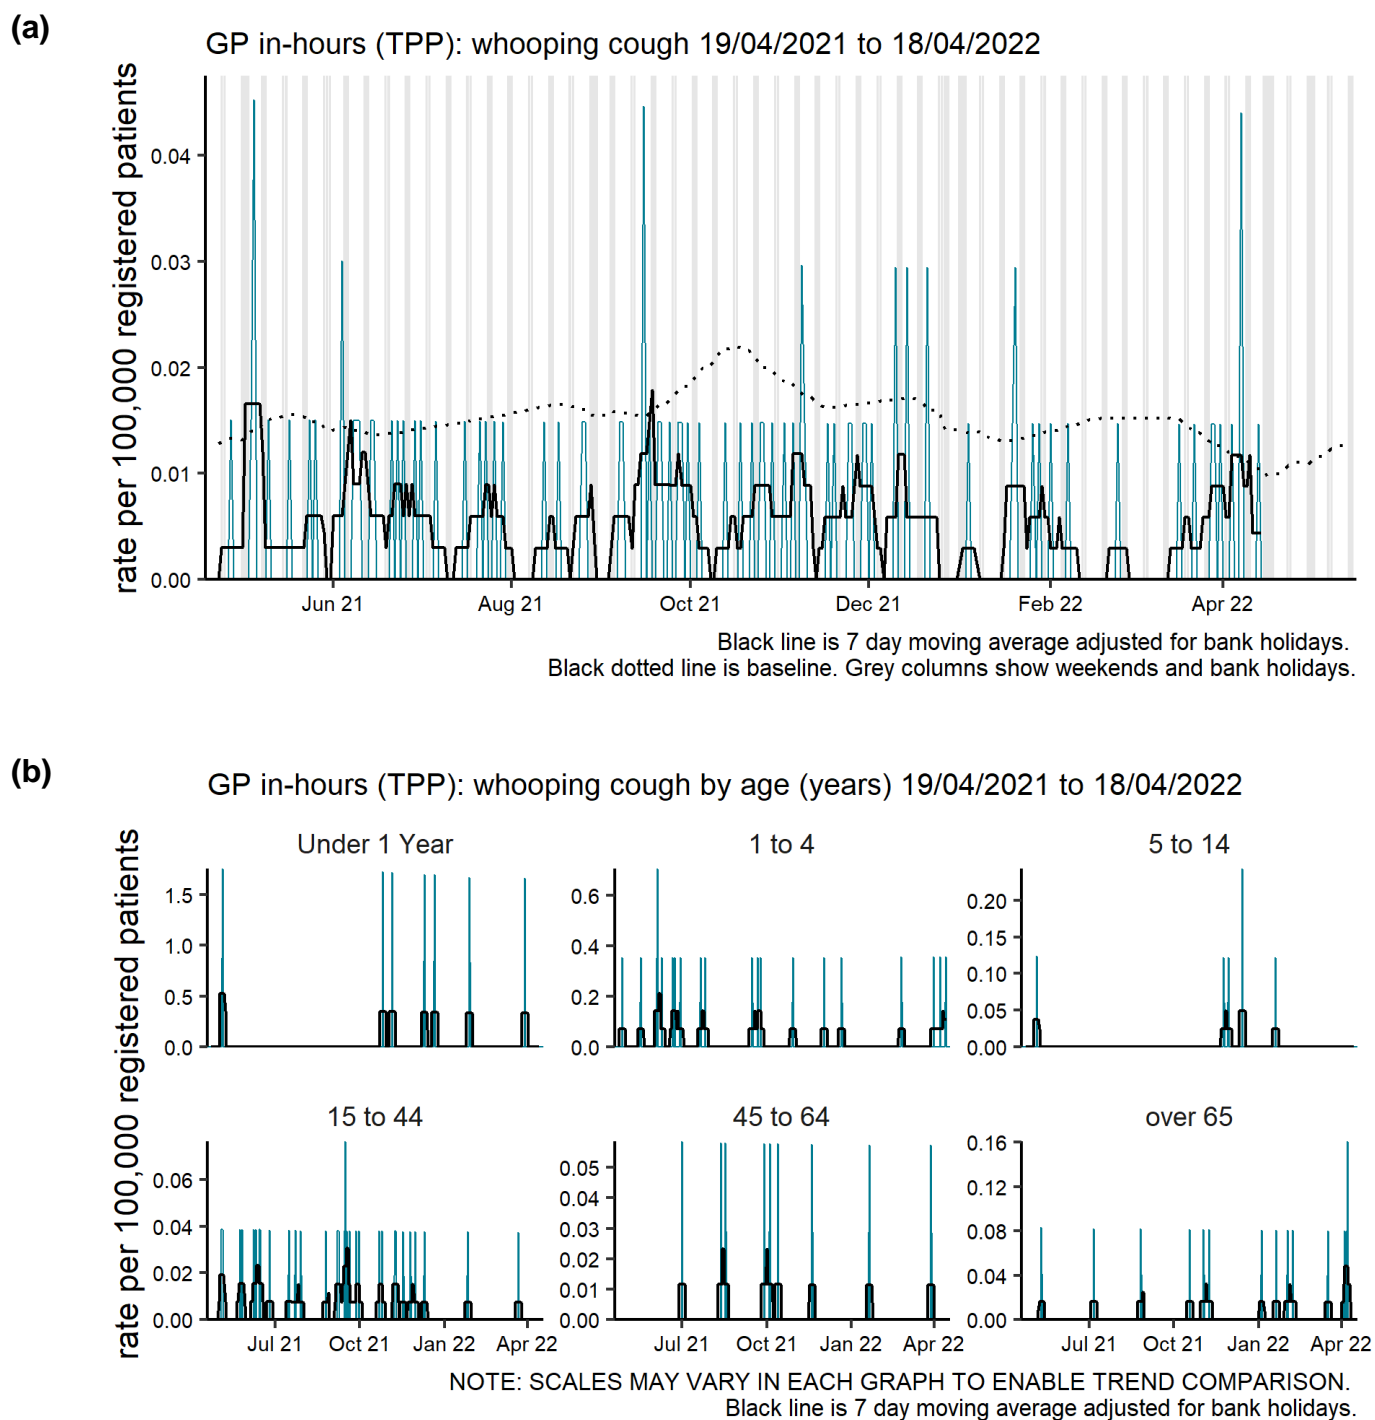 (a)
GP in-hours (TPP): whooping cough 19/04/2021 to 18/04/2022
rate per 100,000 registered patients
0.04
0.03
0.02
0.01
0.00
Jun 21 Aug 21 Oct 21 Dec 21 Feb 22 Apr 22
Black line is 7 day moving average adjusted for bank holidays.
Black dotted line is baseline. Grey columns show weekends and bank holidays.
(b)
GP in-hours (TPP): whooping cough by age (years) 19/04/2021 to 18/04/2022
rate per 100,000 registered patients
Under 1 Year
1.5
1.0
0.5
0.0
1 to 4
0.6
0.4
0.2
0.0
5 to 14
0.20
0.15
0.10
0.05
0.00
15 to 44
0.06
0.04
0.02
0.00
Jul 21 Oct 21 Jan 22 Apr 22
45 to 64
0.05
0.04
0.03
0.02
0.01
0.00
Jul 21 Oct 21 Jan 22 Apr 22
over 65
0.16
0.12
0.08
0.04
0.00
Jul 21 Oct 21 Jan 22 Apr 22
NOTE: SCALES MAY VARY IN EACH GRAPH TO ENABLE TREND COMPARISON.
Black line is 7 day moving average adjusted for bank holidays.